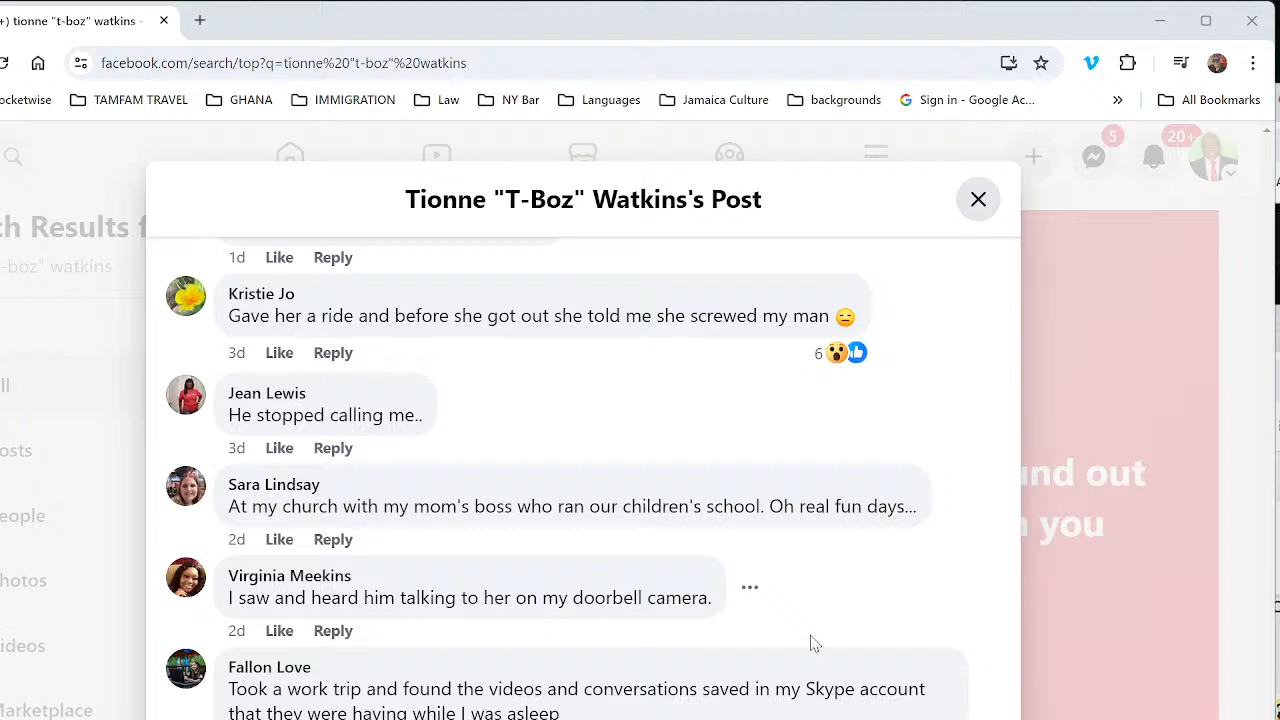 +) tionne "t-boz" watkins -
facebook.com/search/top?q=tionne%20"t-boz"%20watkins
ocketwise TAMFAM TRAVEL GHANA IMMIGRATION Law NY Bar Languages Jamaica Culture backgrounds Sign in - Google Ac... » All Bookmarks
5 20+
ch Results f
-boz" watkins
ll
osts
eople
hotos
ideos
Marketplace
Tionne "T-Boz" Watkins's Post
1d Like Reply
Kristie Jo
Gave her a ride and before she got out she told me she screwed my man 😑
3d Like Reply 6
Jean Lewis
He stopped calling me..
3d Like Reply
Sara Lindsay
At my church with my mom's boss who ran our children's school. Oh real fun days...
2d Like Reply
Virginia Meekins
I saw and heard him talking to her on my doorbell camera.
2d Like Reply
Fallon Love
Took a work trip and found the videos and conversations saved in my Skype account
that they were having while I was asleep
und out
you